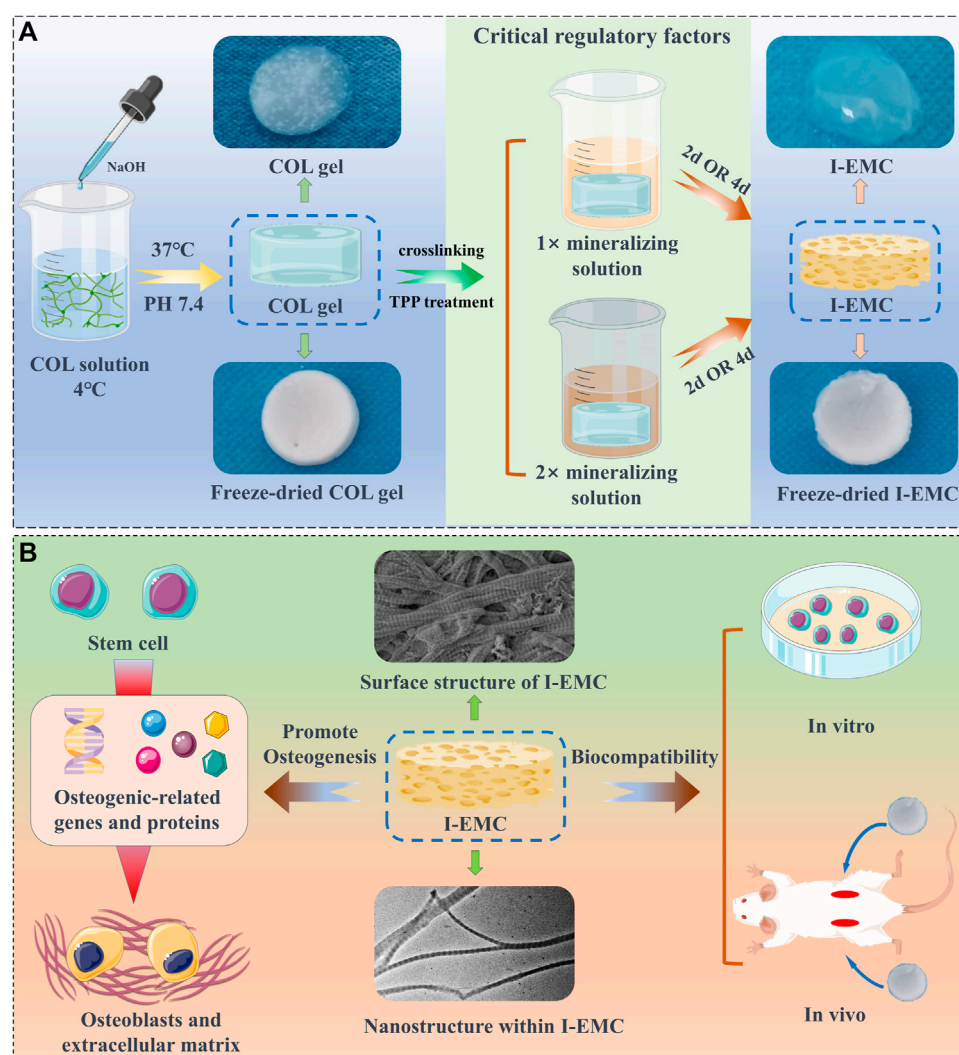 A
Critical regulatory factors
NaOH
COL gel
I-EMC
37℃
PH 7.4
COL gel
crosslinking
TPP treatment
1× mineralizing
solution
2d OR 4d
I-EMC
COL solution
4℃
2d OR 4d
Freeze-dried COL gel
2× mineralizing
solution
Freeze-dried I-EMC
B
Stem cell
Surface structure of I-EMC
In vitro
Promote
Osteogenesis
Biocompatibility
Osteogenic-related
genes and proteins
I-EMC
Osteoblasts and
extracellular matrix
Nanostructure within I-EMC
In vivo